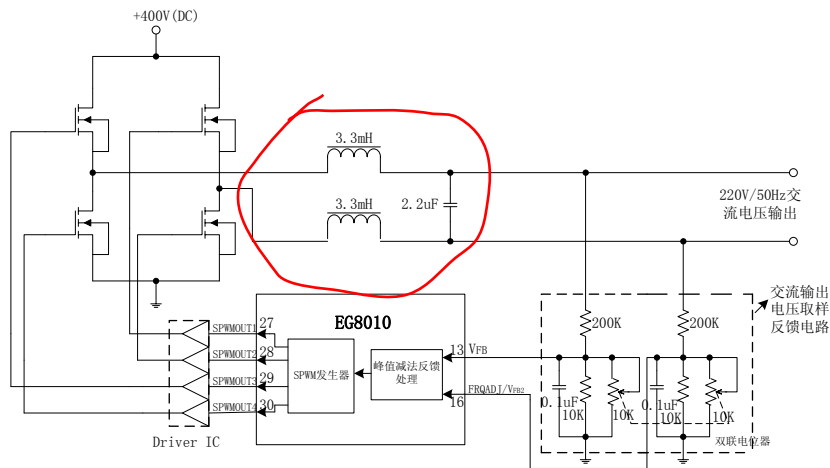 +400V(DC)
3.3mH
3.3mH
2.2uF
220V/50Hz交
流电压输出
交流输出
电压取样
反馈电路
EG8010
SPWMOUT1
27
SPWMOUT2
28
SPWMOUT3
29
SPWMOUT4
30
SPWM发生器
峰值减法反馈
处理
13
VFB
FRQADJ/VFB2
16
200K
200K
0.1uF
10K
10K
0.1uF
10K
10K
双联电位器
Driver IC